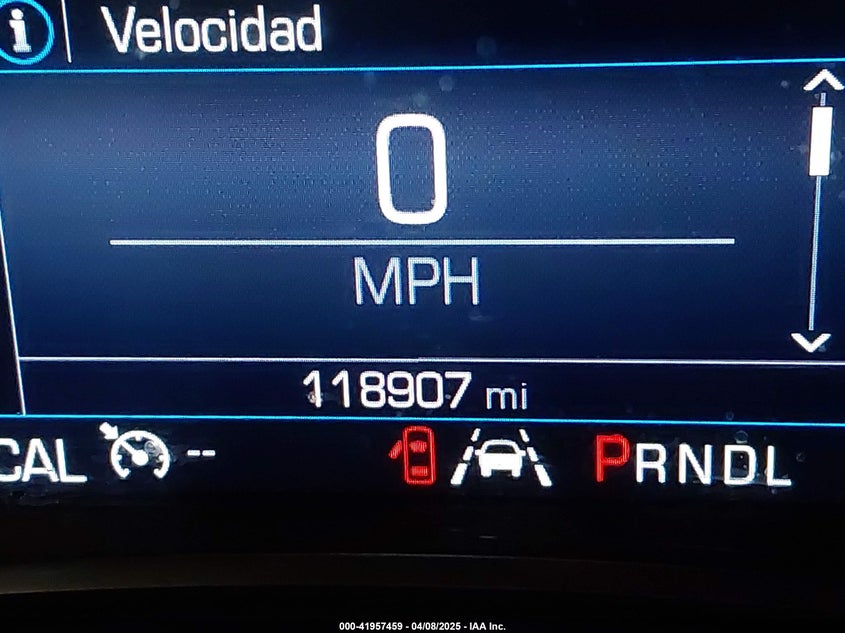 i Velocidad
0
MPH
118907 mi
CAL -- PRNDL
000-41957459 - 04/08/2025 - IAA Inc.